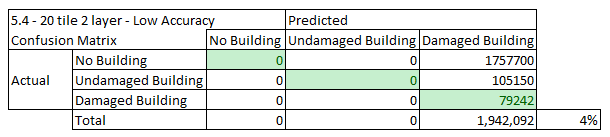 5.4 - 20 tile 2 layer - Low Accuracy Predicted
Confusion Matrix No Building Undamaged Building Damaged Building
No Building 0 0 1757700
Actual Undamaged Building 0 0 105150
Damaged Building 0 0 79242
Total 0 0 1,942,092 4%